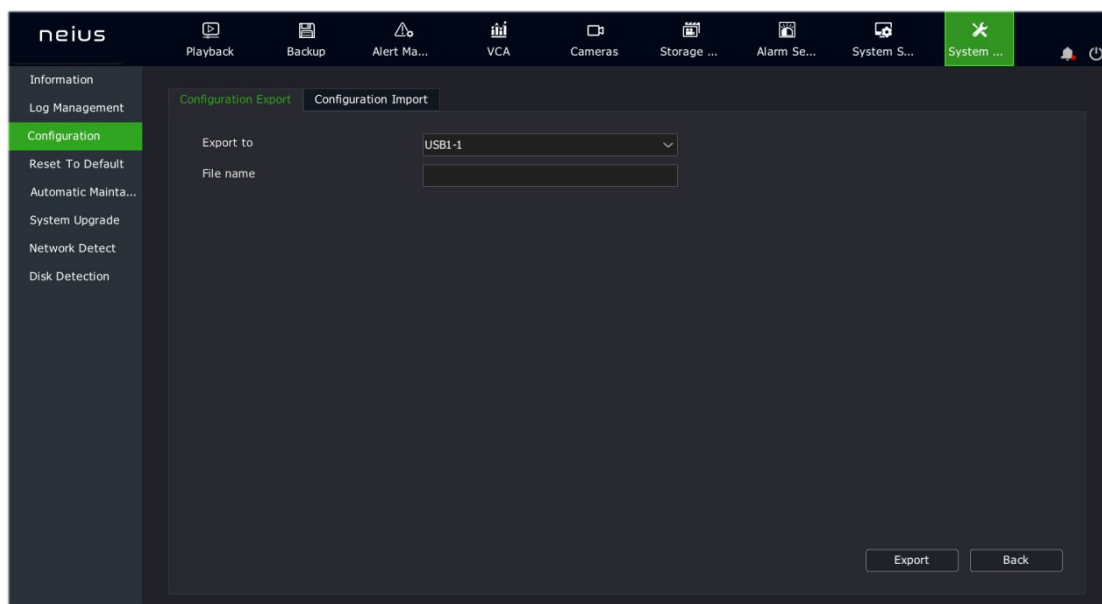 neius
Playback
Backup
Alert Ma...
VCA
Cameras
Storage ...
Alarm Se...
System S...
System ...
Information
Log Management
Configuration
Reset To Default
Automatic Mainta...
System Upgrade
Network Detect
Disk Detection
Configuration Export
Configuration Import
Export to
USB1-1
File name
Export
Back